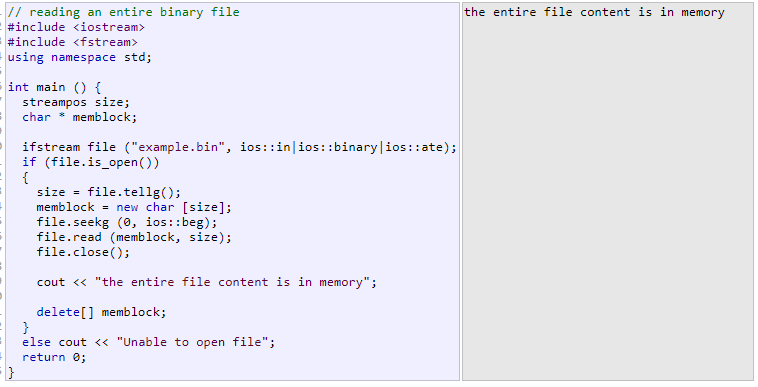 // reading an entire binary file
#include <iostream>
#include <fstream>
using namespace std;

int main () {
  streampos size;
  char * memblock;

  ifstream file ("example.bin", ios::in|ios::binary|ios::ate);
  if (file.is_open())
  {
    size = file.tellg();
    memblock = new char [size];
    file.seekg (0, ios::beg);
    file.read (memblock, size);
    file.close();

    cout << "the entire file content is in memory";

    delete[] memblock;
  }
  else cout << "Unable to open file";
  return 0;
}
the entire file content is in memory